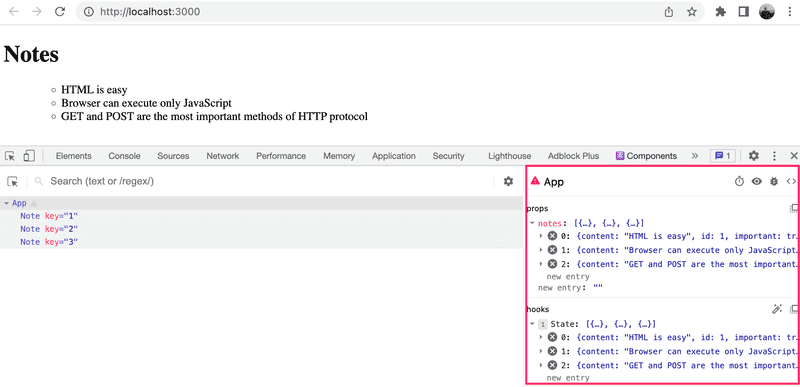 http://localhost:3000
Notes
HTML is easy
Browser can execute only JavaScript
GET and POST are the most important methods of HTTP protocol
Elements Console Sources Network Performance Memory Application Security Lighthouse Adblock Plus Components » 1
Search (text or /regex/)
App
Note key="1"
Note key="2"
Note key="3"
App
props
notes: [{…}, {…}, {…}]
0: {content: "HTML is easy", id: 1, important: tr…
1: {content: "Browser can execute only JavaScript…
2: {content: "GET and POST are the most important…
new entry
new entry: ""
hooks
1 State: [{…}, {…}, {…}]
0: {content: "HTML is easy", id: 1, important: tr…
1: {content: "Browser can execute only JavaScript…
2: {content: "GET and POST are the most important…
new entry